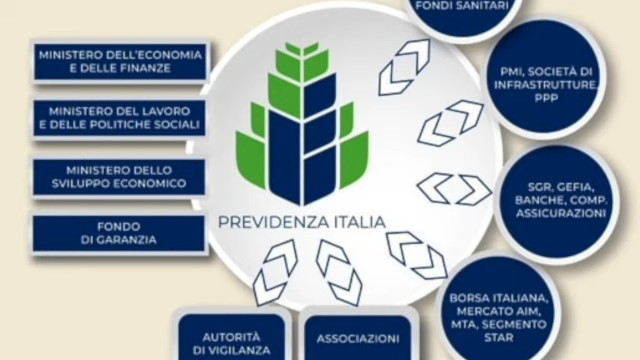 FONDI SANITARI
MINISTERO DELL'ECONOMIA
E DELLE FINANZE
MINISTERO DEL LAVORO
E DELLE POLITICHE SOCIALI
MINISTERO DELLO
SVILUPPO ECONOMICO
FONDO
DI GARANZIA
PREVIDENZA ITALIA
PMI, SOCIETÀ DI
INFRASTRUTTURE,
PPP
SGR, GEFIA,
BANCHE, COMP.
ASSICURAZIONI
BORSA ITALIANA,
MERCATO AIM,
MTA, SEGMENTO
STAR
AUTORITÀ
DI VIGILANZA
ASSOCIAZIONI